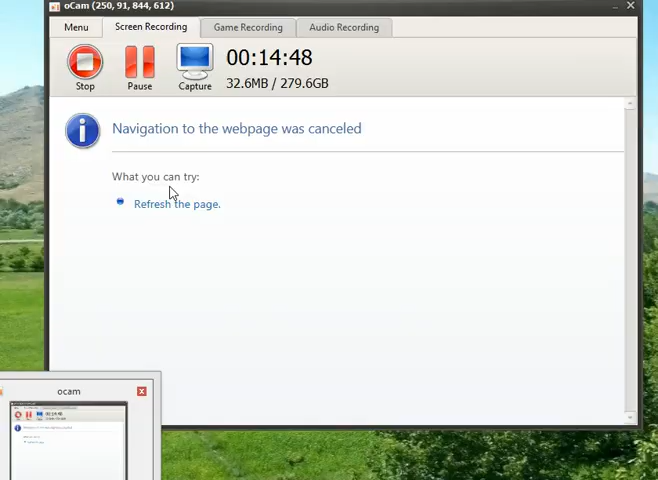 oCam (250, 91, 844, 612)
Menu
Screen Recording
Game Recording
Audio Recording
00:14:48
32.6MB / 279.6GB
Stop
Pause
Capture
Navigation to the webpage was canceled
What you can try:
Refresh the page.
ocam